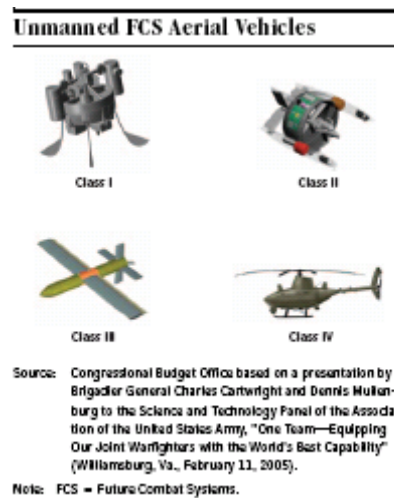 Unmanned FCS Aerial Vehicles
Class I
Class II
Class III
Class IV
Source: Congressional Budget Office based on a presentation by
Brigadier General Charles Cartwright and Dennis Muilen-
burg to the Science and Technology Panel of the Associa-
tion of the United States Army, "One Team—Equipping
Our Joint Warfighters with the World's Best Capability"
(Williamsburg, Va., February 11, 2005).
Note: FCS = Future Combat Systems.